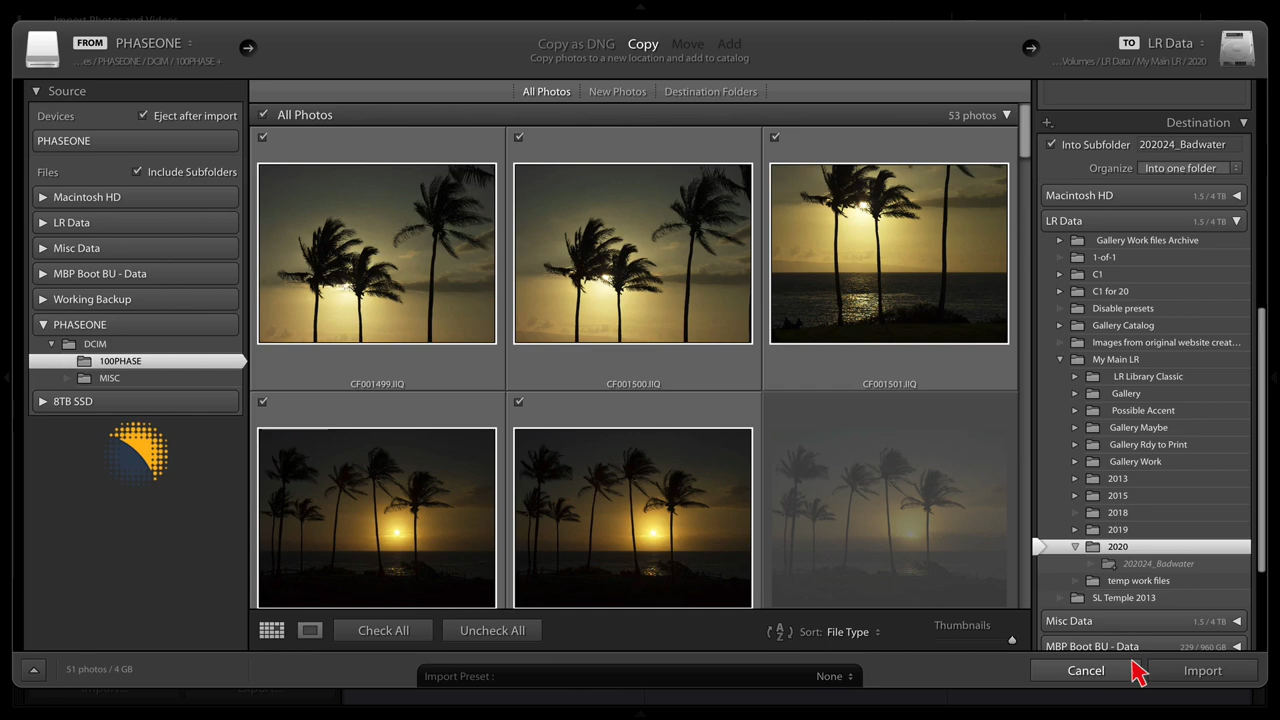 Import Photos and Videos
FROM PHASEONE
...es / PHASEONE / DCIM / 100PHASE +
Copy as DNG Copy Move Add
Copy photos to a new location and add to catalog
TO LR Data
...Volumes / LR Data / My Main LR / 2020
Source
Devices Eject after import
PHASEONE
Files Include Subfolders
Macintosh HD
LR Data
Misc Data
MBP Boot BU - Data
Working Backup
PHASEONE
DCIM
100PHASE
MISC
8TB SSD
All Photos New Photos Destination Folders
All Photos 53 photos
CF001499.IIQ
CF001500.IIQ
CF001501.IIQ
Check All Uncheck All Sort: File Type Thumbnails
A
Z
Destination
Into Subfolder 202024_Badwater
Organize Into one folder
Macintosh HD 1.5 / 4 TB
LR Data 1.5 / 4 TB
Gallery Work files Archive
1-of-1
C1
C1 for 20
Disable presets
Gallery Catalog
Images from original website creat...
My Main LR
LR Library Classic
Gallery
Possible Accent
Gallery Maybe
Gallery Rdy to Print
Gallery Work
2013
2015
2018
2019
2020
202024_Badwater
temp work files
SL Temple 2013
Misc Data 1.5 / 4 TB
MBP Boot BU - Data 229 / 960 GB
51 photos / 4 GB
Import Preset : None
Cancel Import
Import... Export...